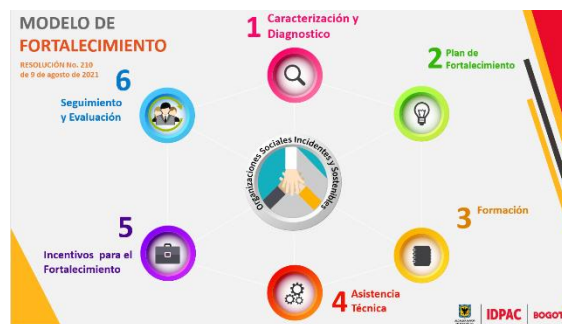 MODELO DE
FORTALECIMIENTO
RESOLUCIÓN No. 210
de 9 de agosto de 2021
1
Caracterización y
Diagnostico
2
Plan de
Fortalecimiento
3
Formación
4
Asistencia
Técnica
5
Incentivos para el
Fortalecimiento
6
Seguimiento
y Evaluación
Organizaciones Sociales Incidentes y Sostenibles
IDPAC
BOGOT